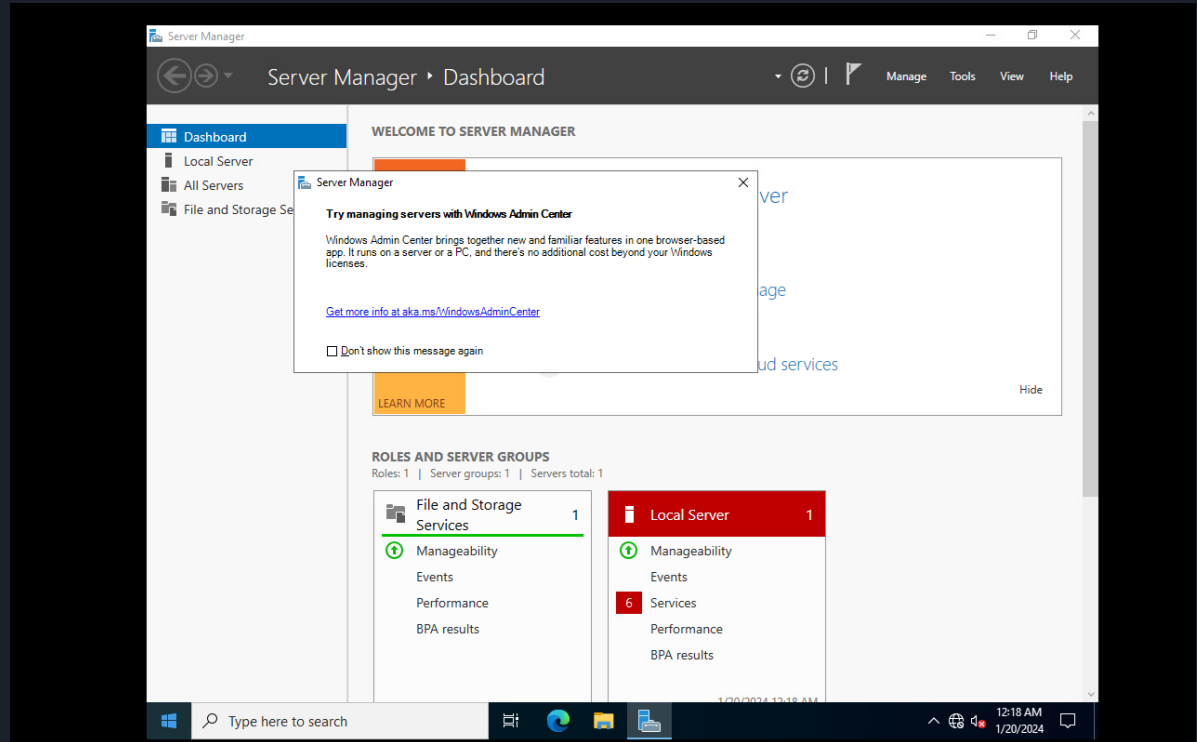 Server Manager
Server Manager
Dashboard
Manage
Tools
View
Help
Dashboard
Local Server
All Servers
File and Storage Se
WELCOME TO SERVER MANAGER
ver
age
ud services
LEARN MORE
Hide
Server Manager
Try managing servers with Windows Admin Center
Windows Admin Center brings together new and familiar features in one browser-based
app. It runs on a server or a PC, and there's no additional cost beyond your Windows
licenses.
Get more info at aka.ms/WindowsAdminCenter
Don't show this message again
ROLES AND SERVER GROUPS
Roles: 1 | Server groups: 1 | Servers total: 1
File and Storage
Services
1
Manageability
Events
Performance
BPA results
Local Server 1
Manageability
Events
6 Services
Performance
BPA results
1/20/2024 12:18 AM
Type here to search
12:18 AM
1/20/2024